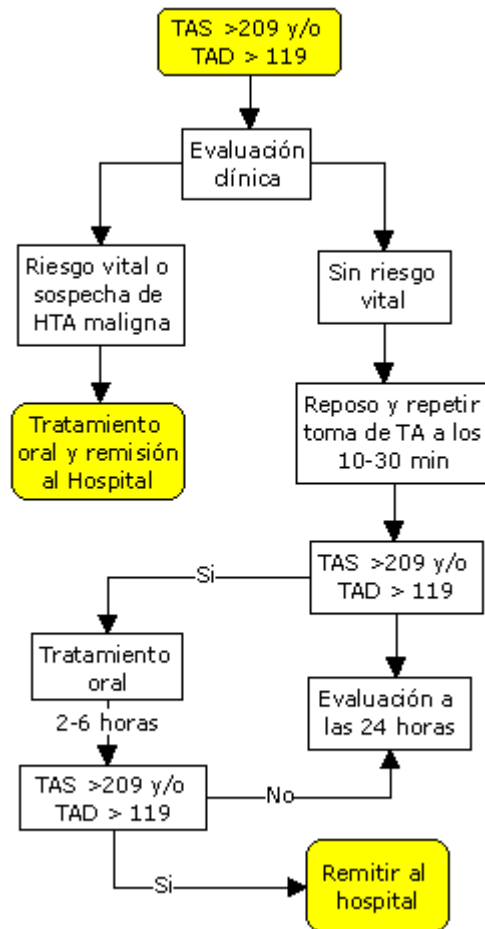 TAS >209 y/o
TAD > 119
Evaluación
clínica
Riesgo vital o
sospecha de
HTA maligna
Sin riesgo
vital
Tratamiento
oral y remisión
al Hospital
Reposo y repetir
toma de TA a los
10-30 min
TAS >209 y/o
TAD > 119
Si
Tratamiento
oral
Evaluación a
las 24 horas
2-6 horas
TAS >209 y/o
TAD > 119
No
Si
Remitir al
hospital